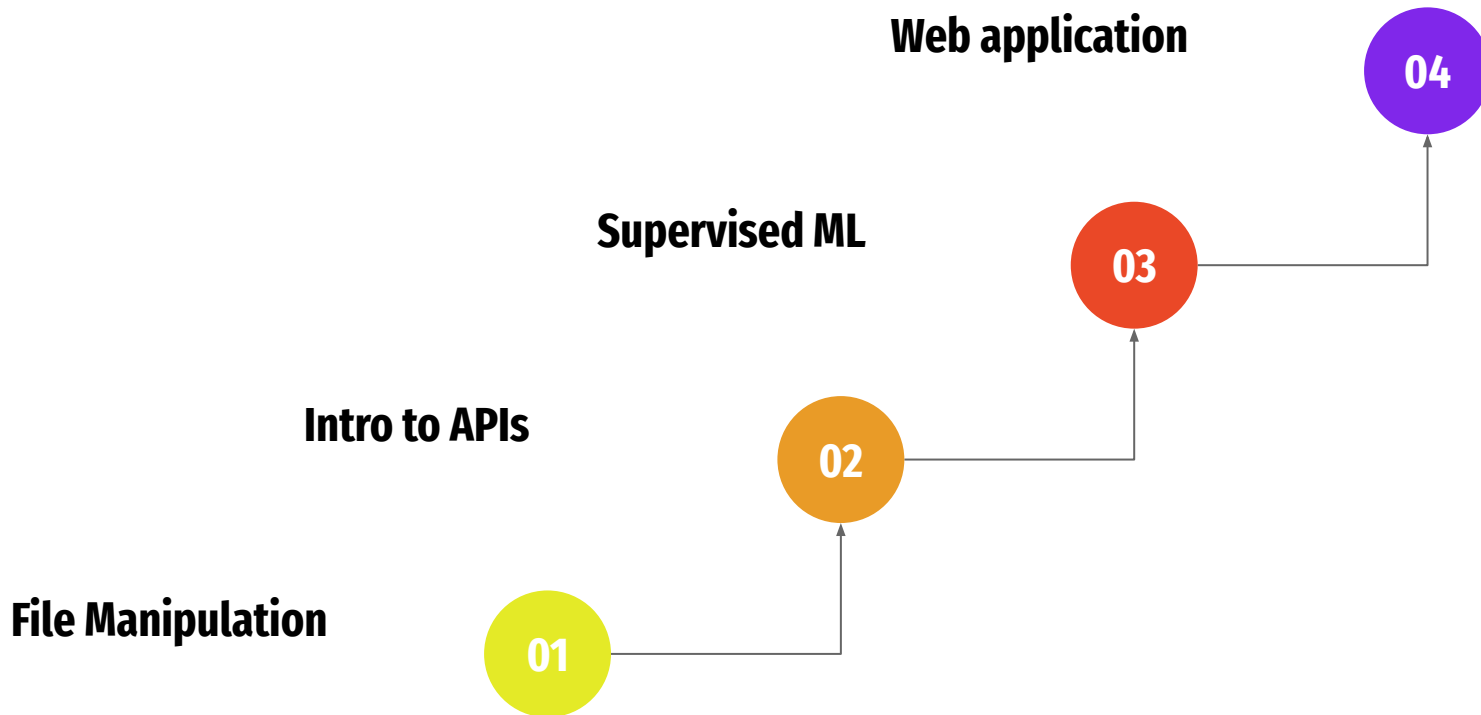 Web application
04
Supervised ML
03
Intro to APIs
02
File Manipulation
01